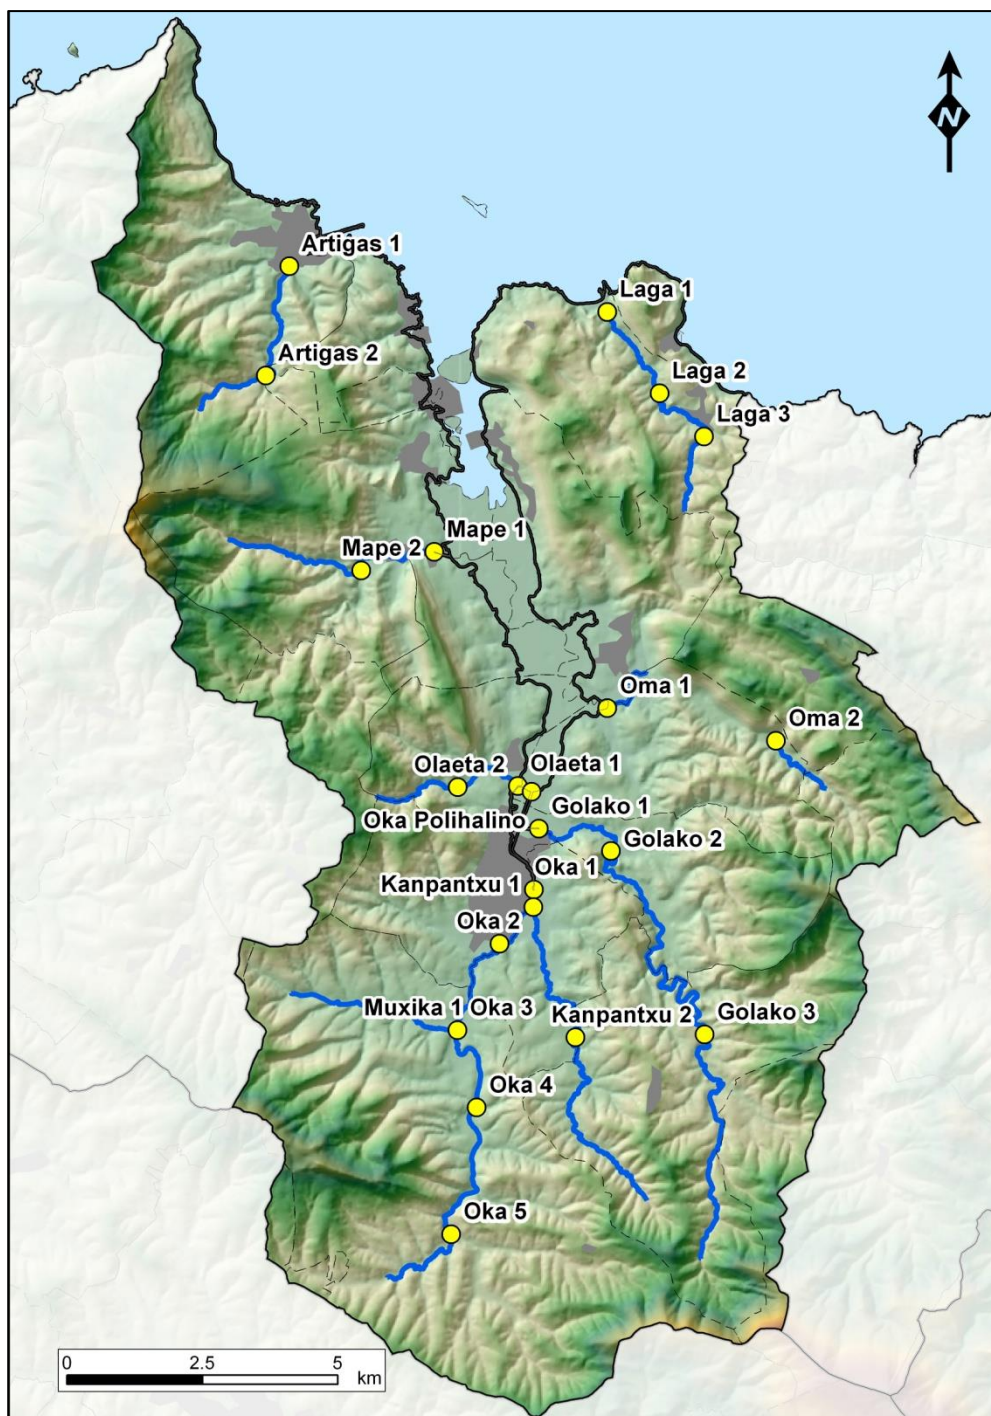 N
Artigas 1
Laga 1
Artigas 2
Laga 2
Laga 3
Mape 1
Mape 2
Oma 1
Oma 2
Olaeta 2
Olaeta 1
Golako 1
Oka Polihalino
Golako 2
Oka 1
Kanpantxu 1
Oka 2
Muxika 1
Oka 3
Kanpantxu 2
Golako 3
Oka 4
Oka 5
0 2.5 5
km